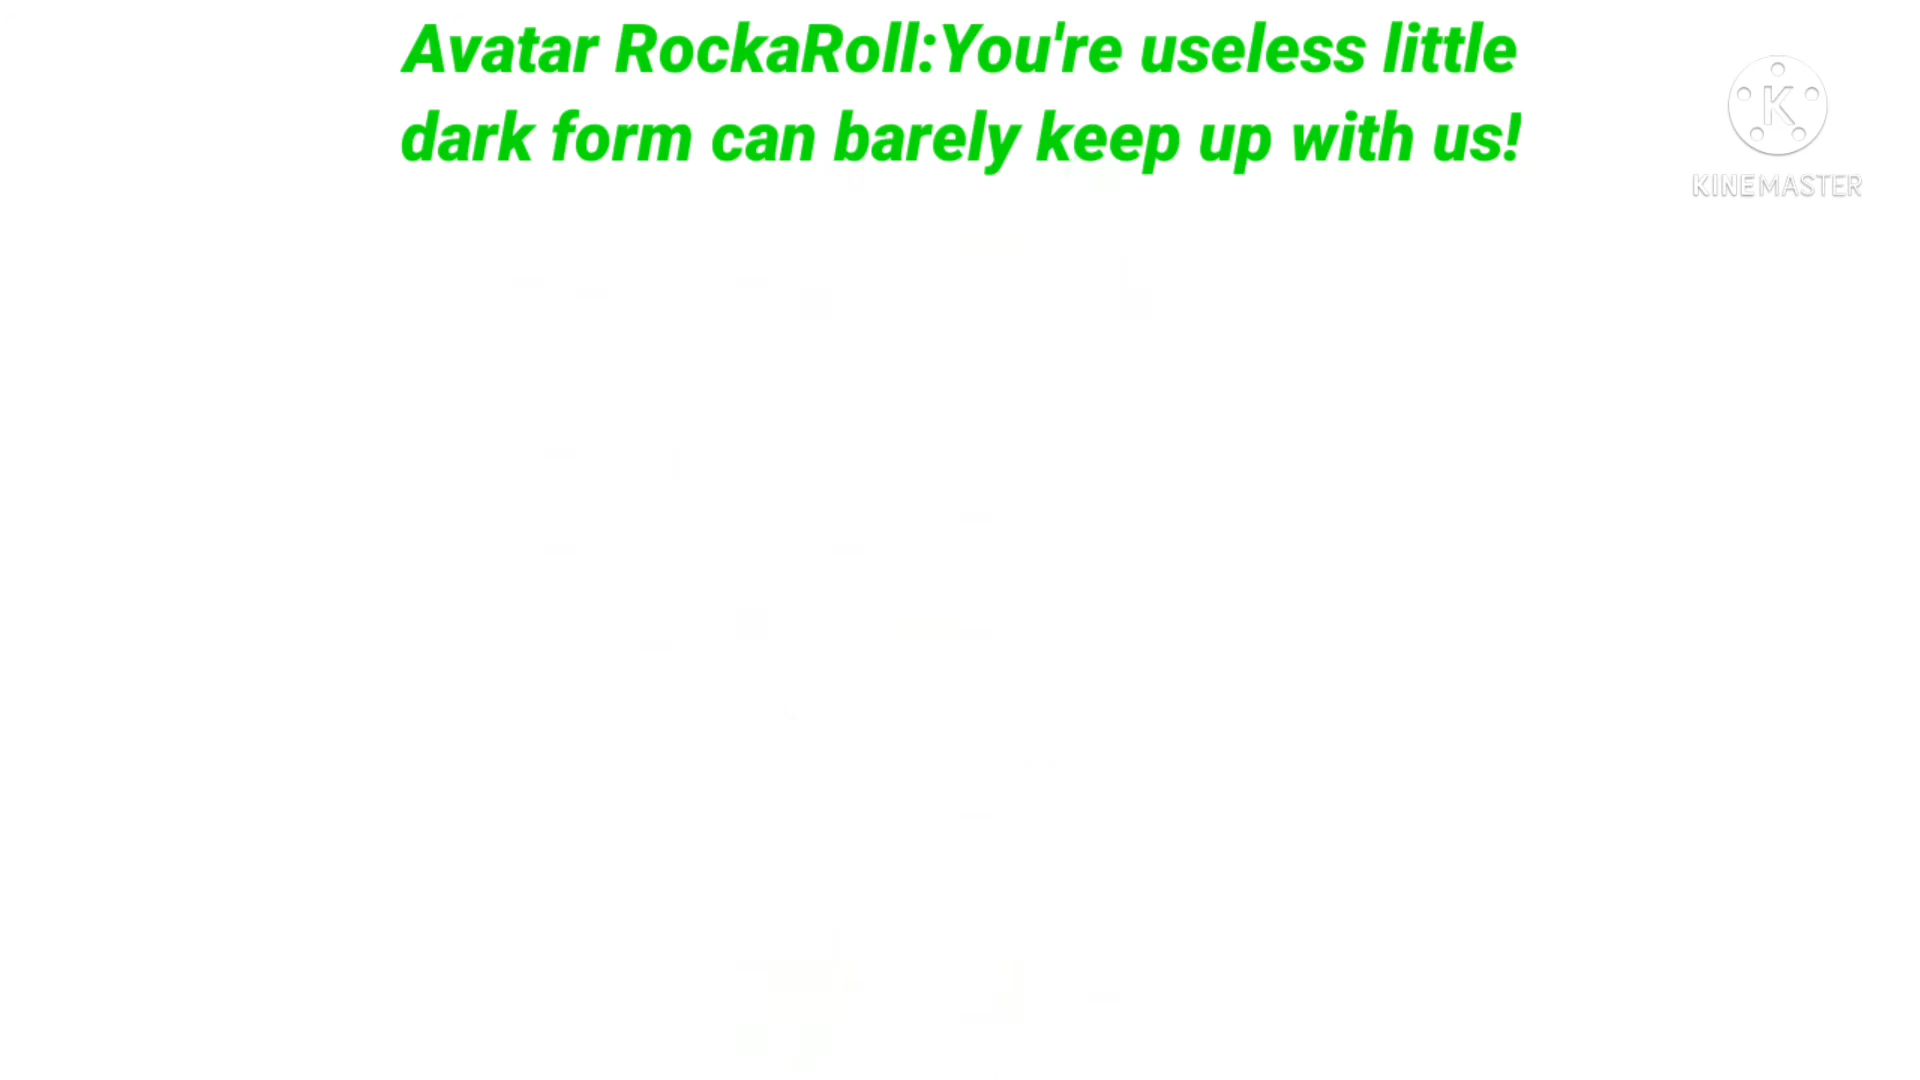 Avatar RockaRoll:You're useless little
dark form can barely keep up with us!
K
KINEMASTER